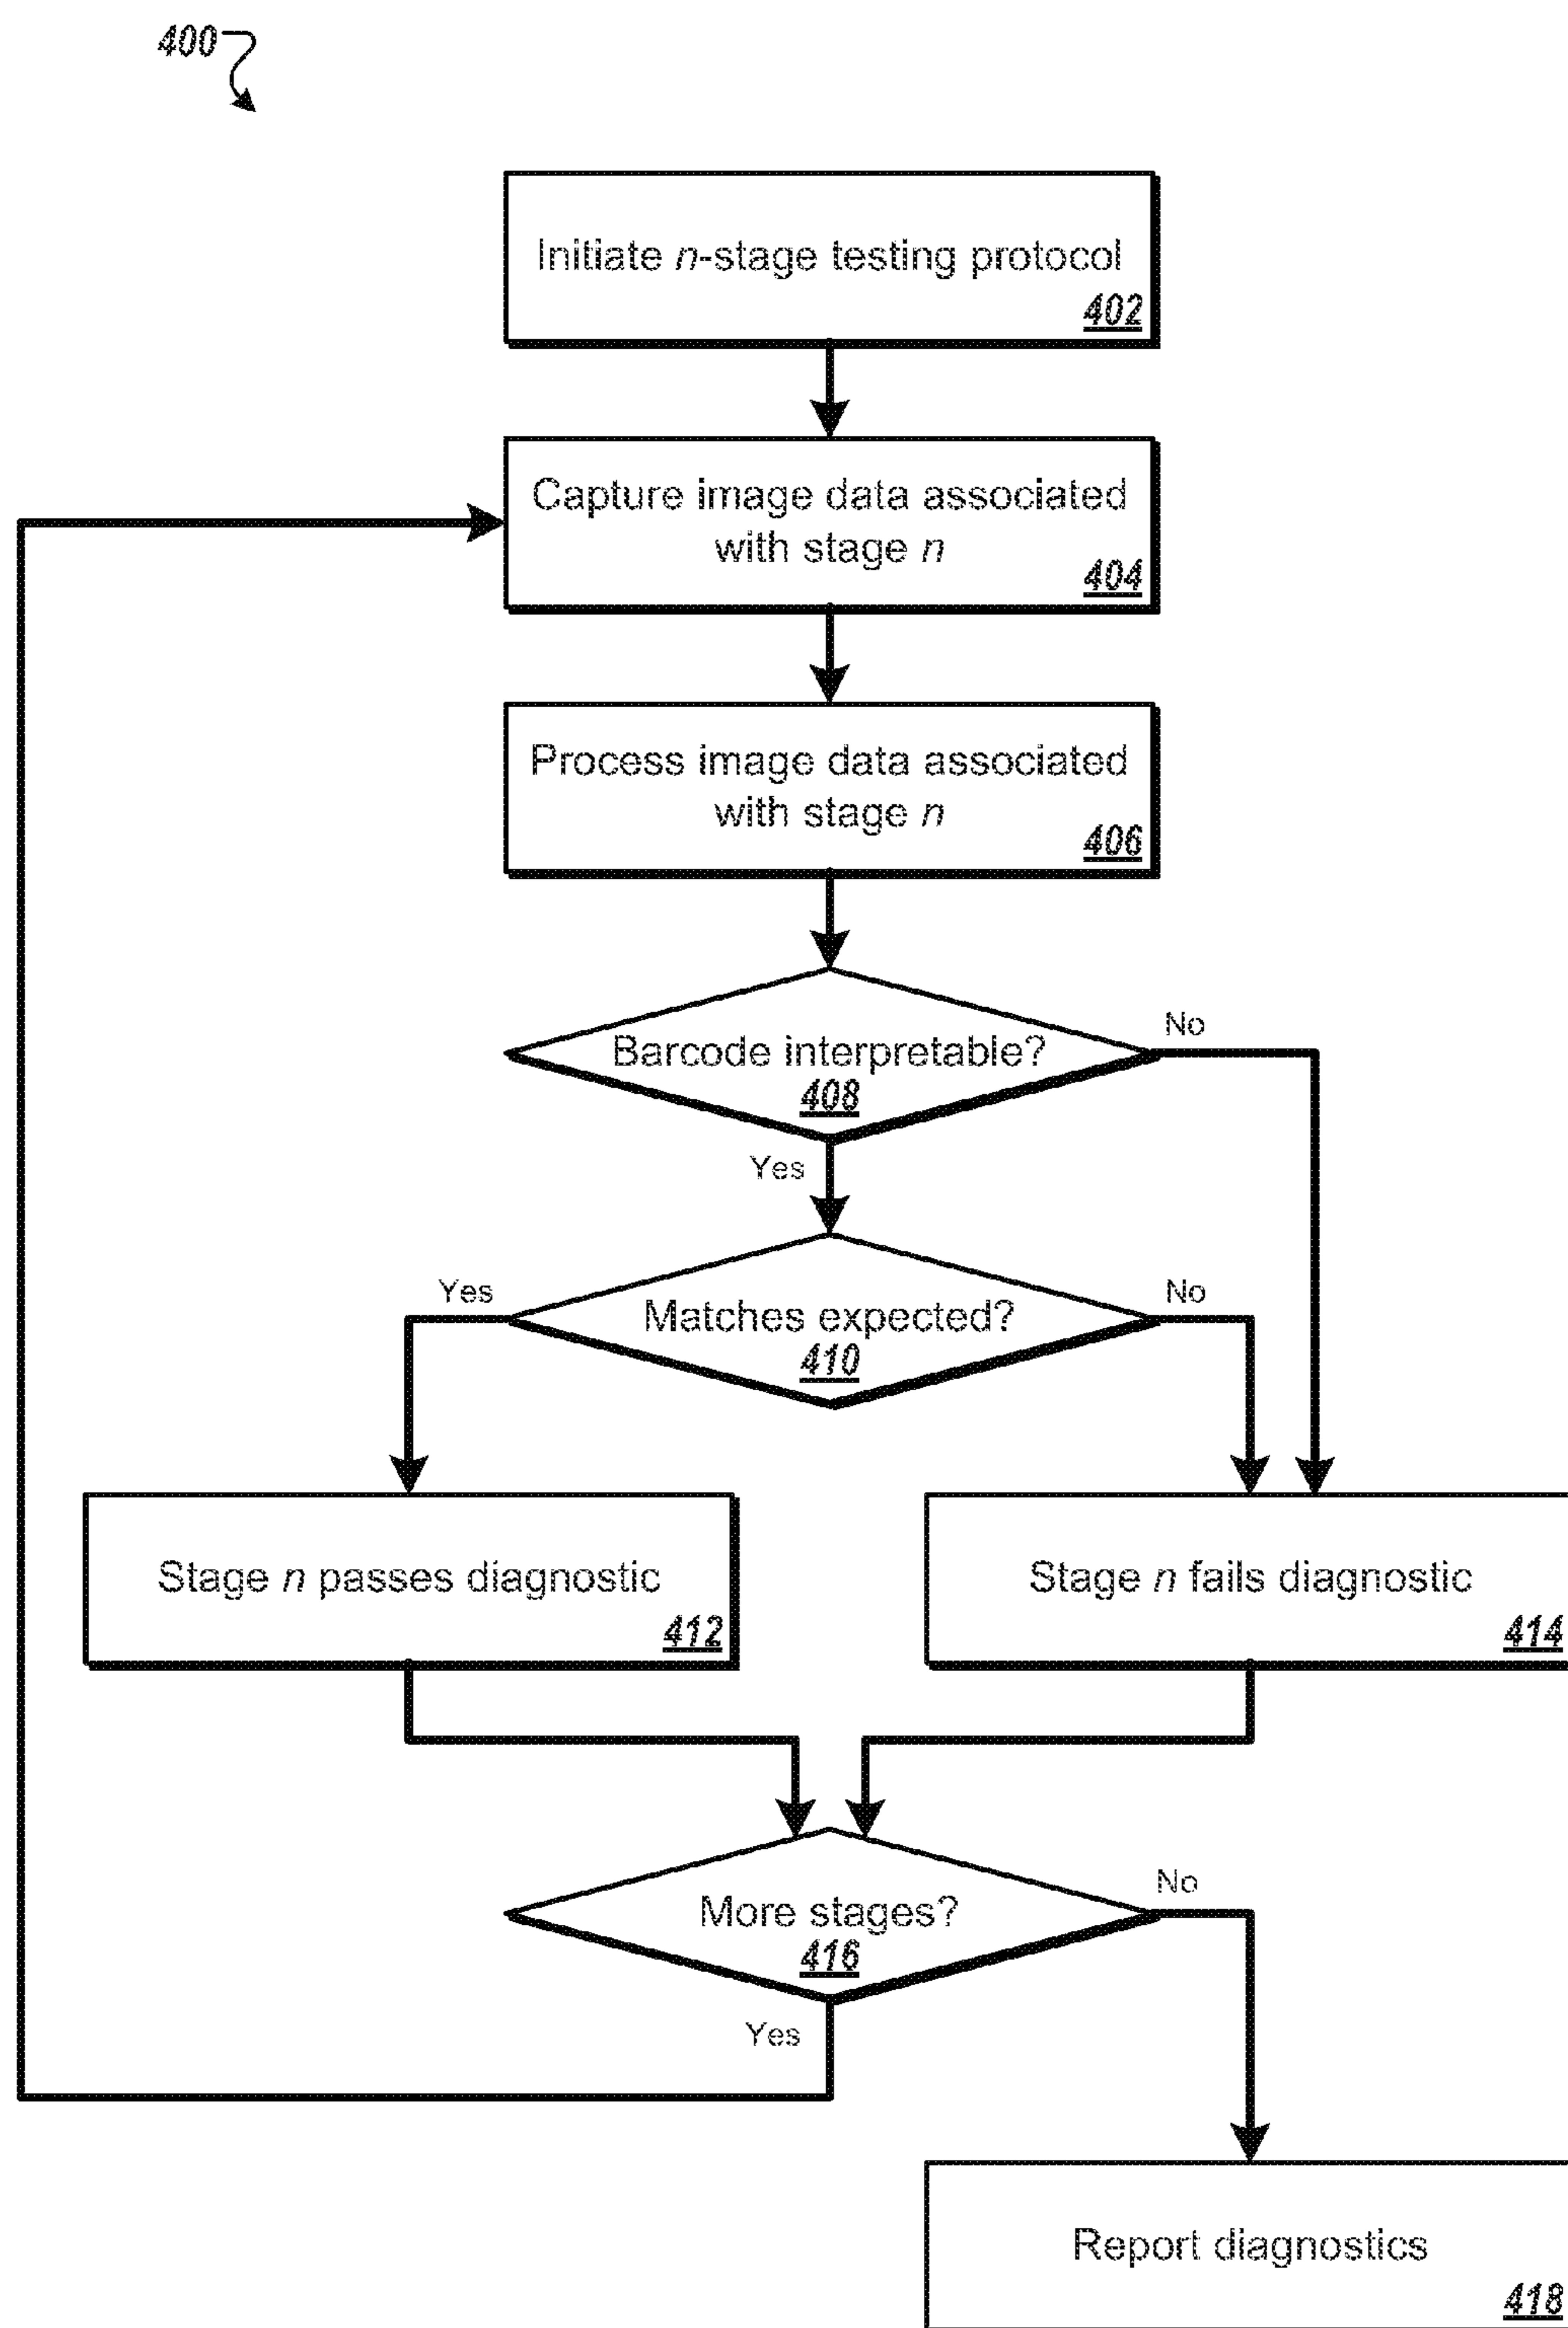 400
Initiate n-stage testing protocol
402
Capture image data associated
with stage n
404
Process image data associated
with stage n
406
Barcode interpretable?
408
No
Yes
Matches expected?
410
Yes
No
Stage n passes diagnostic
412
Stage n fails diagnostic
414
More stages?
416
No
Yes
Report diagnostics
418